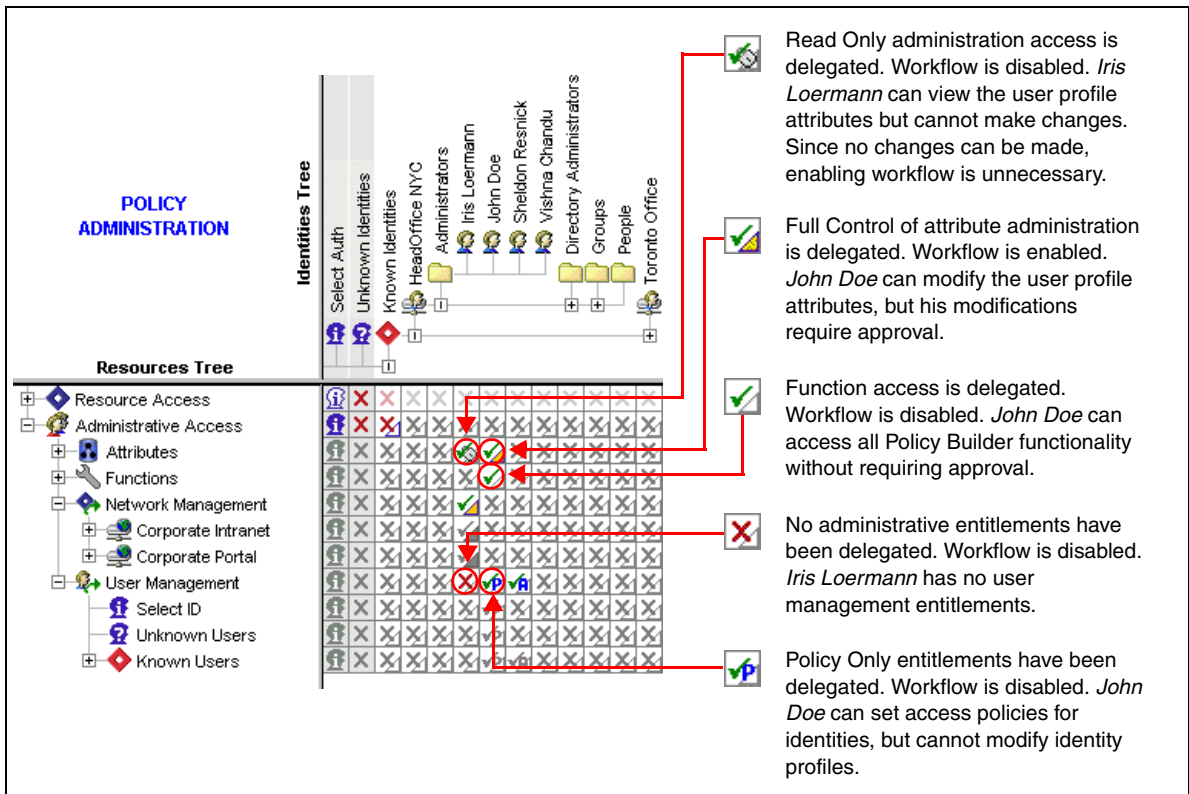 POLICY
ADMINISTRATION
Identities Tree
Select Auth
Unknown Identities
Known Identities
HeadOffice NYC
Administrators
Iris Loermann
John Doe
Sheldon Resnick
Vishna Chandu
Directory Administrators
Groups
People
Toronto Office
Resources Tree
Resource Access
Administrative Access
Attributes
Functions
Network Management
Corporate Intranet
Corporate Portal
User Management
Select ID
Unknown Users
Known Users
Read Only administration access is
delegated. Workflow is disabled. Iris
Loermann can view the user profile
attributes but cannot make changes.
Since no changes can be made,
enabling workflow is unnecessary.
Full Control of attribute administration
is delegated. Workflow is enabled.
John Doe can modify the user profile
attributes, but his modifications
require approval.
Function access is delegated.
Workflow is disabled. John Doe can
access all Policy Builder functionality
without requiring approval.
No administrative entitlements have
been delegated. Workflow is disabled.
Iris Loermann has no user
management entitlements.
Policy Only entitlements have been
delegated. Workflow is disabled. John
Doe can set access policies for
identities, but cannot modify identity
profiles.